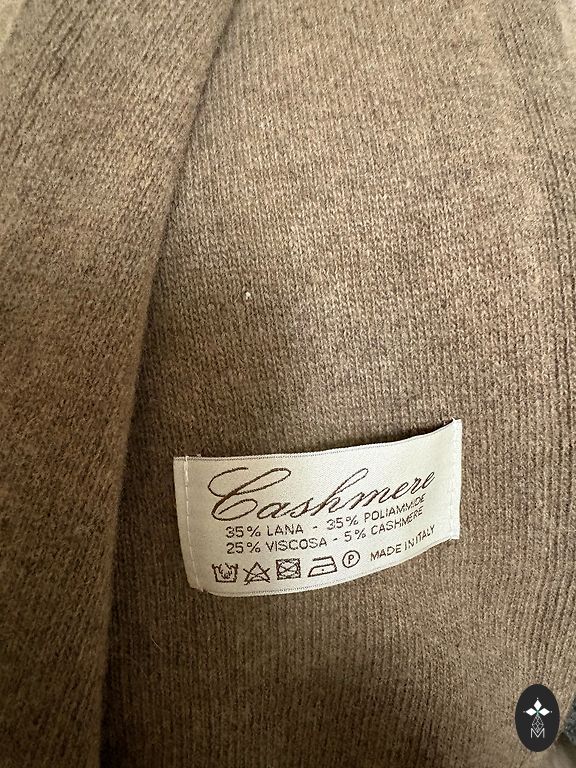 Cashmere
35% LANA - 35% POLIAMMIDE
25% VISCOSA - 5% CASHMERE
P MADE IN ITALY
M